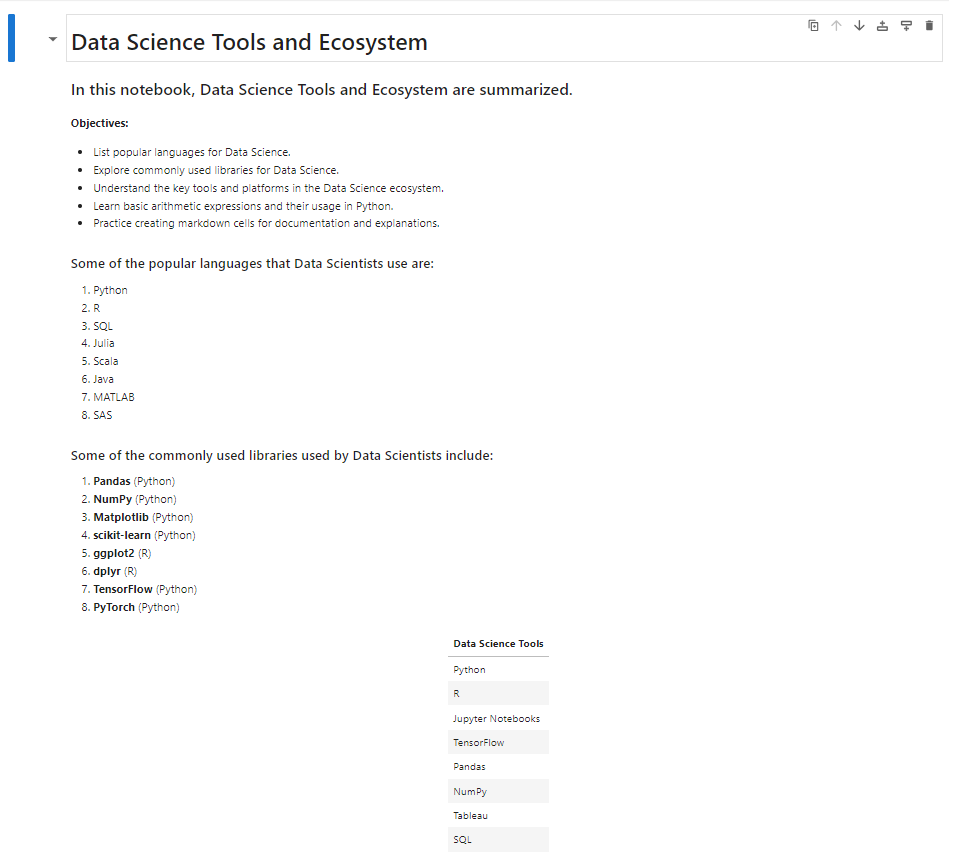 Data Science Tools and Ecosystem
In this notebook, Data Science Tools and Ecosystem are summarized.
Objectives:
• List popular languages for Data Science.
• Explore commonly used libraries for Data Science.
• Understand the key tools and platforms in the Data Science ecosystem.
• Learn basic arithmetic expressions and their usage in Python.
• Practice creating markdown cells for documentation and explanations.
Some of the popular languages that Data Scientists use are:
1. Python
2. R
3. SQL
4. Julia
5. Scala
6. Java
7. MATLAB
8. SAS
Some of the commonly used libraries used by Data Scientists include:
1. Pandas (Python)
2. NumPy (Python)
3. Matplotlib (Python)
4. scikit-learn (Python)
5. ggplot2 (R)
6. dplyr (R)
7. TensorFlow (Python)
8. PyTorch (Python)
Data Science Tools
Python
R
Jupyter Notebooks
TensorFlow
Pandas
NumPy
Tableau
SQL